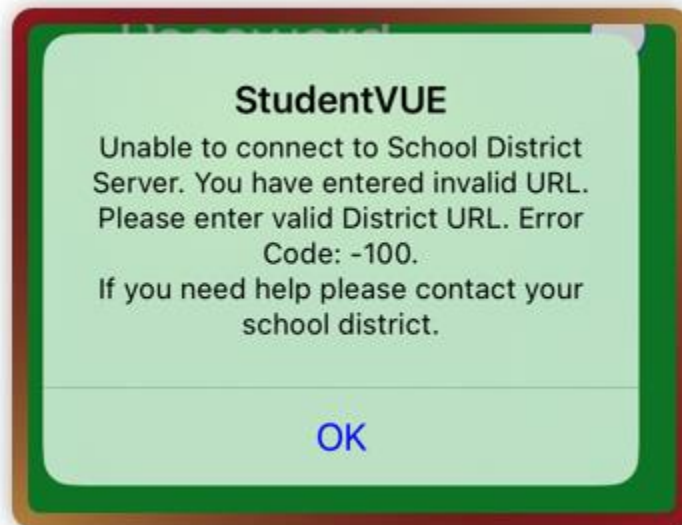 StudentVUE
Unable to connect to School District
Server. You have entered invalid URL.
Please enter valid District URL. Error
Code: -100.
If you need help please contact your
school district.
OK